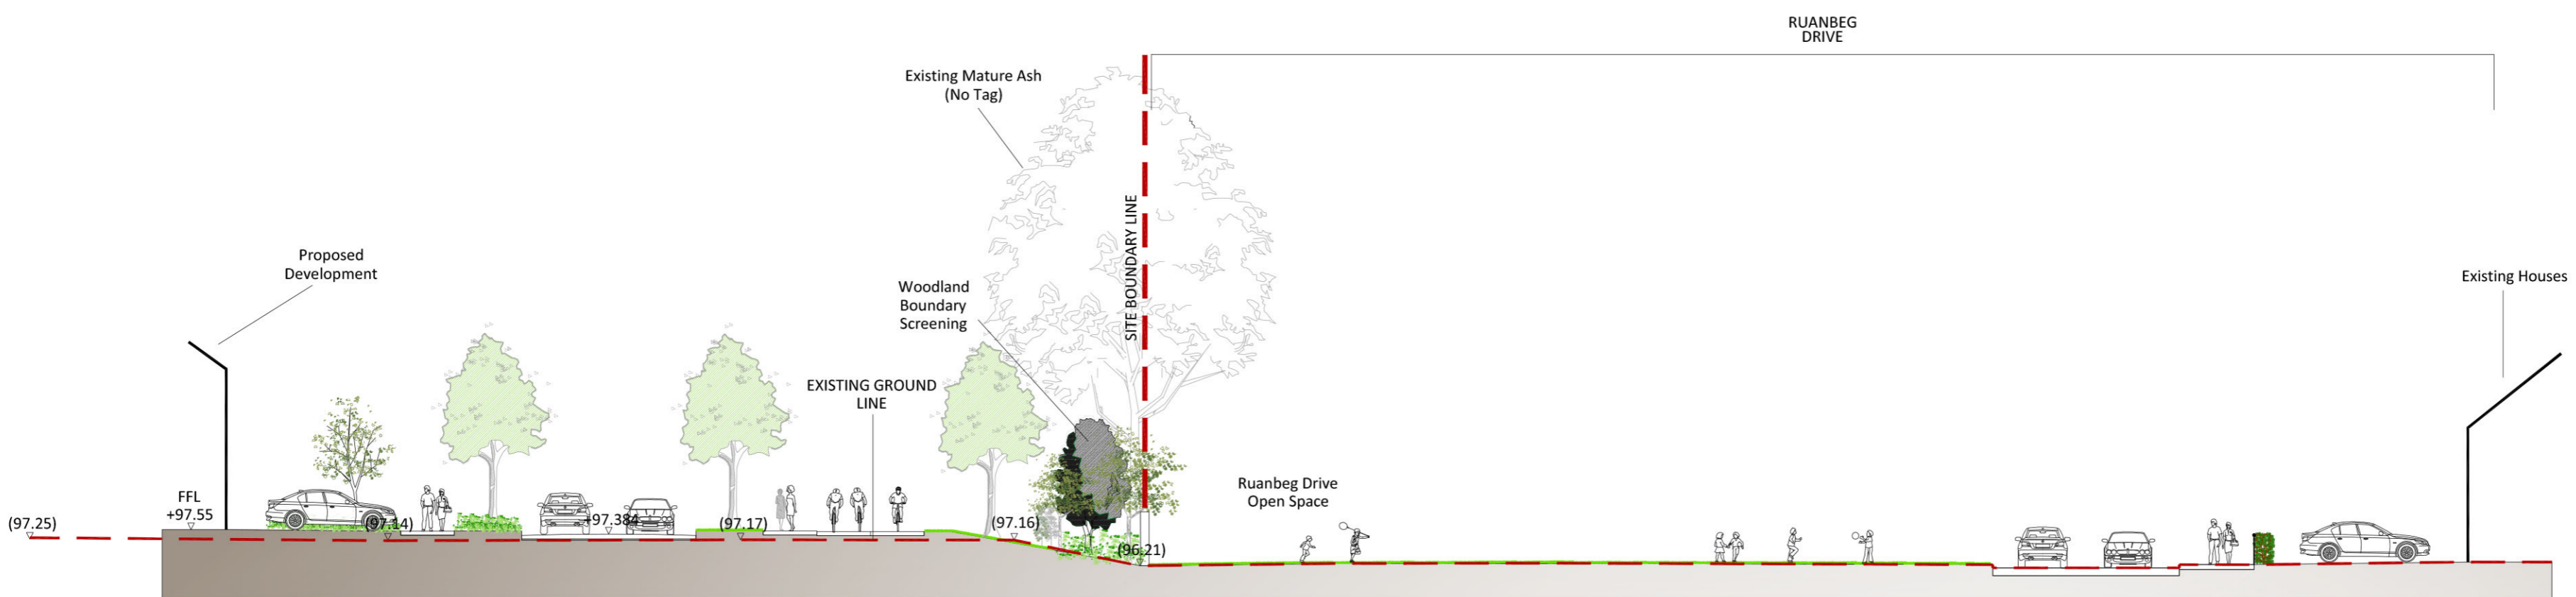 RUANBEG
DRIVE
Existing Mature Ash
(No Tag)
SITE BOUNDARY LINE
Proposed
Development
Woodland
Boundary
Screening
Existing Houses
EXISTING GROUND
LINE
Ruanbeg Drive
Open Space
FFL
+97.55
(97.25)
(97.14)
+97.384
(97.17)
(97.16)
(96.21)